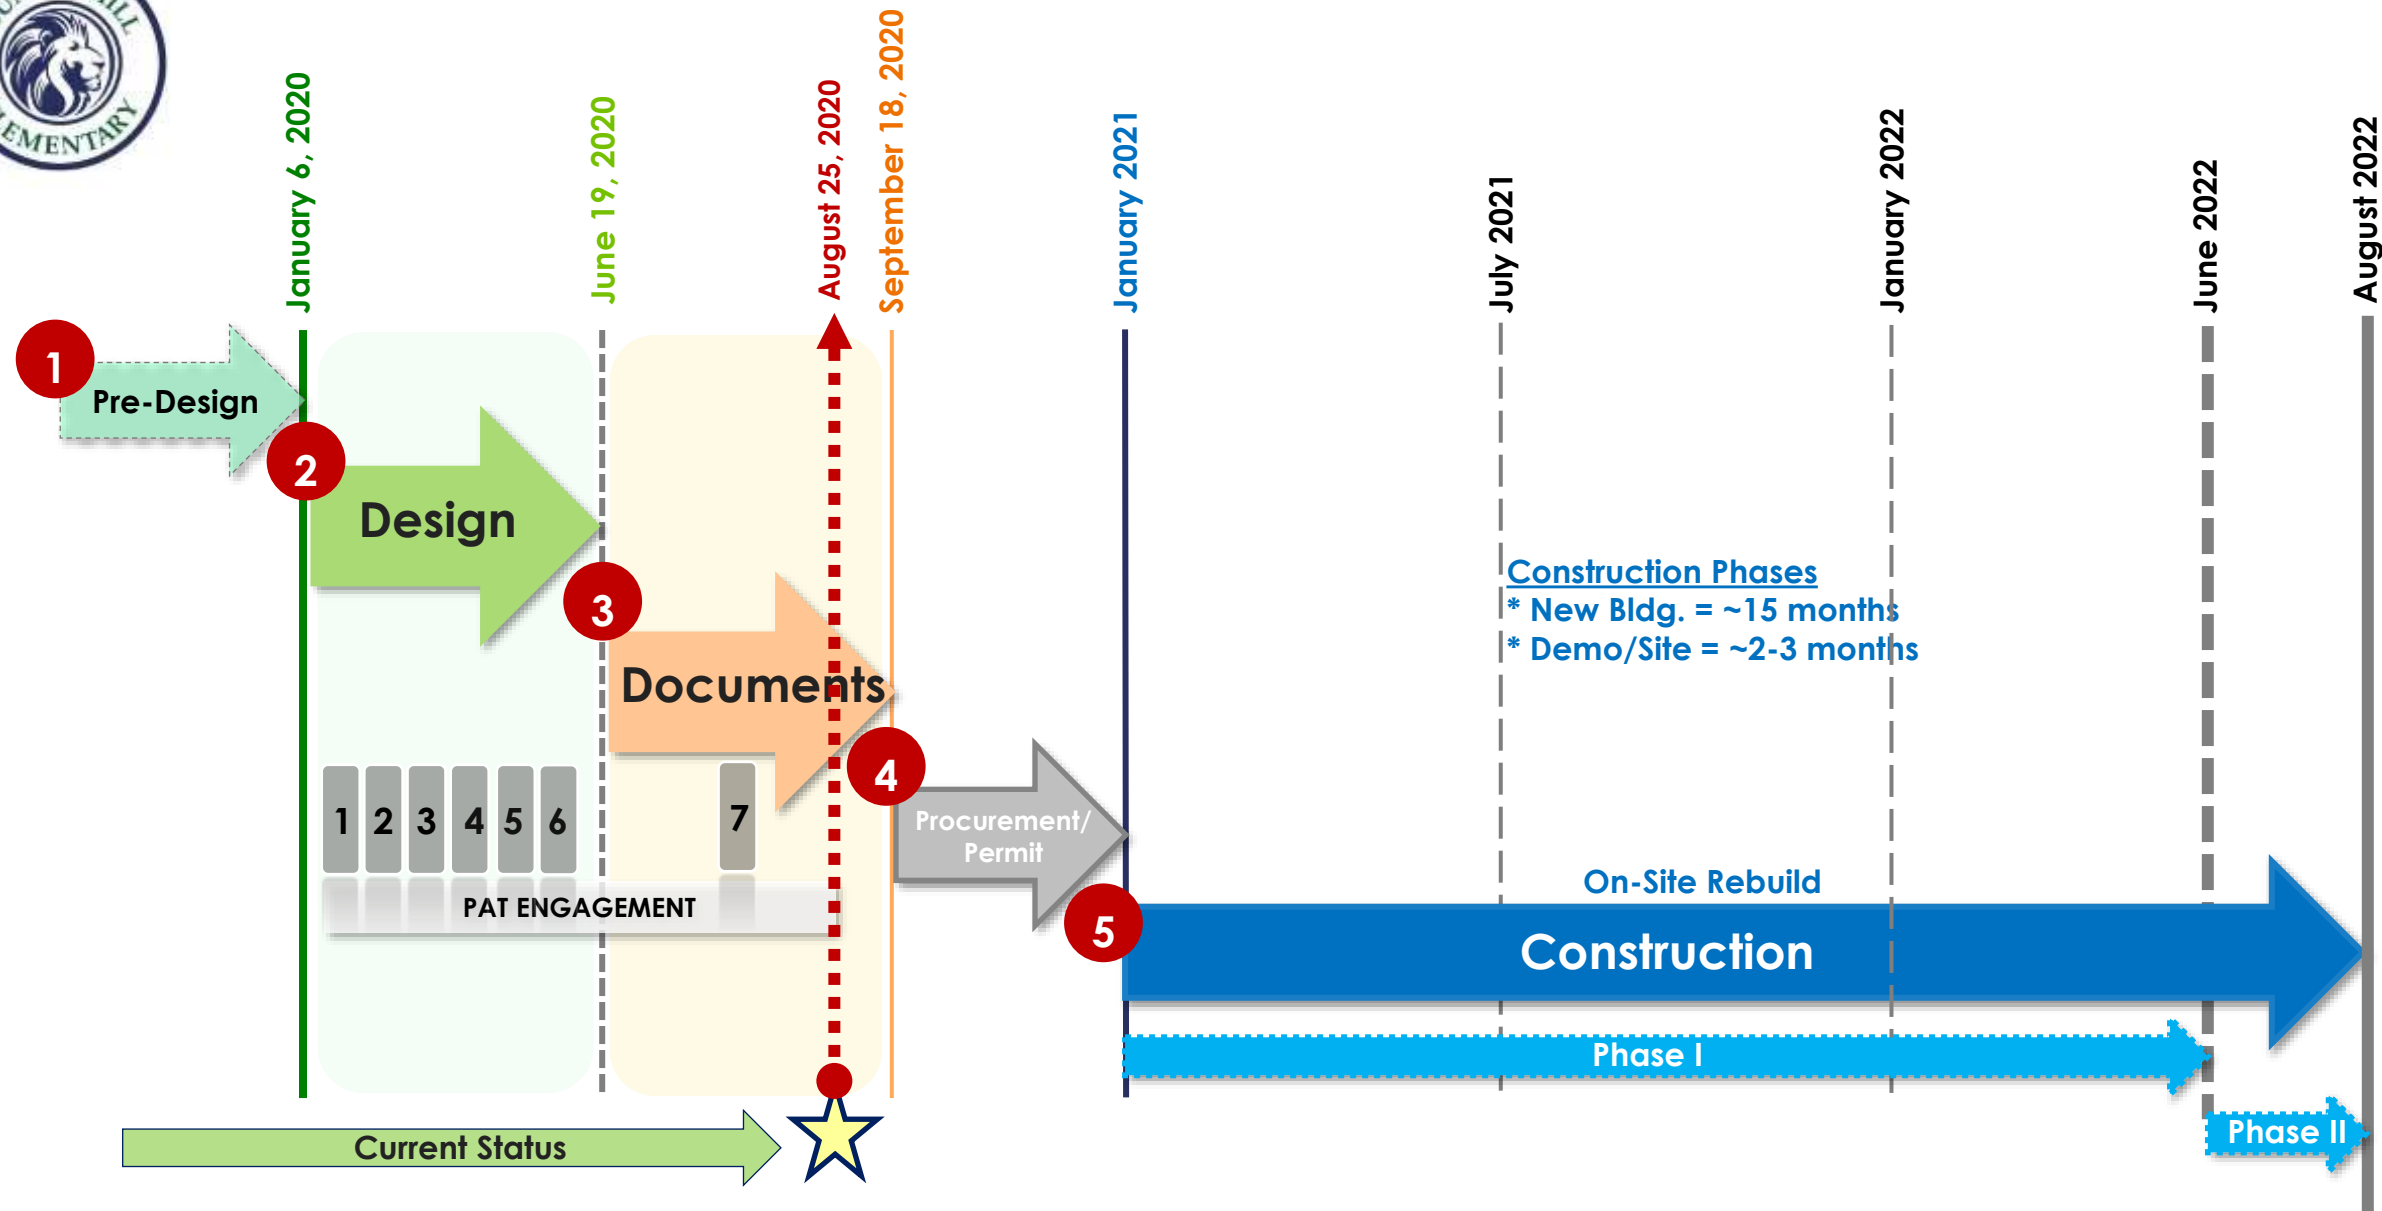 HILL
ELEMENTARY
January 6, 2020
June 19, 2020
August 25, 2020
September 18, 2020
January 2021
July 2021
January 2022
June 2022
August 2022
1
Pre-Design
2
Design
3
Documents
4
Procurement/
Permit
5
Construction Phases
* New Bldg. = ~15 months
* Demo/Site = ~2-3 months
1 2 3 4 5 6 7
PAT ENGAGEMENT
On-Site Rebuild
Construction
Phase I
Phase II
Current Status